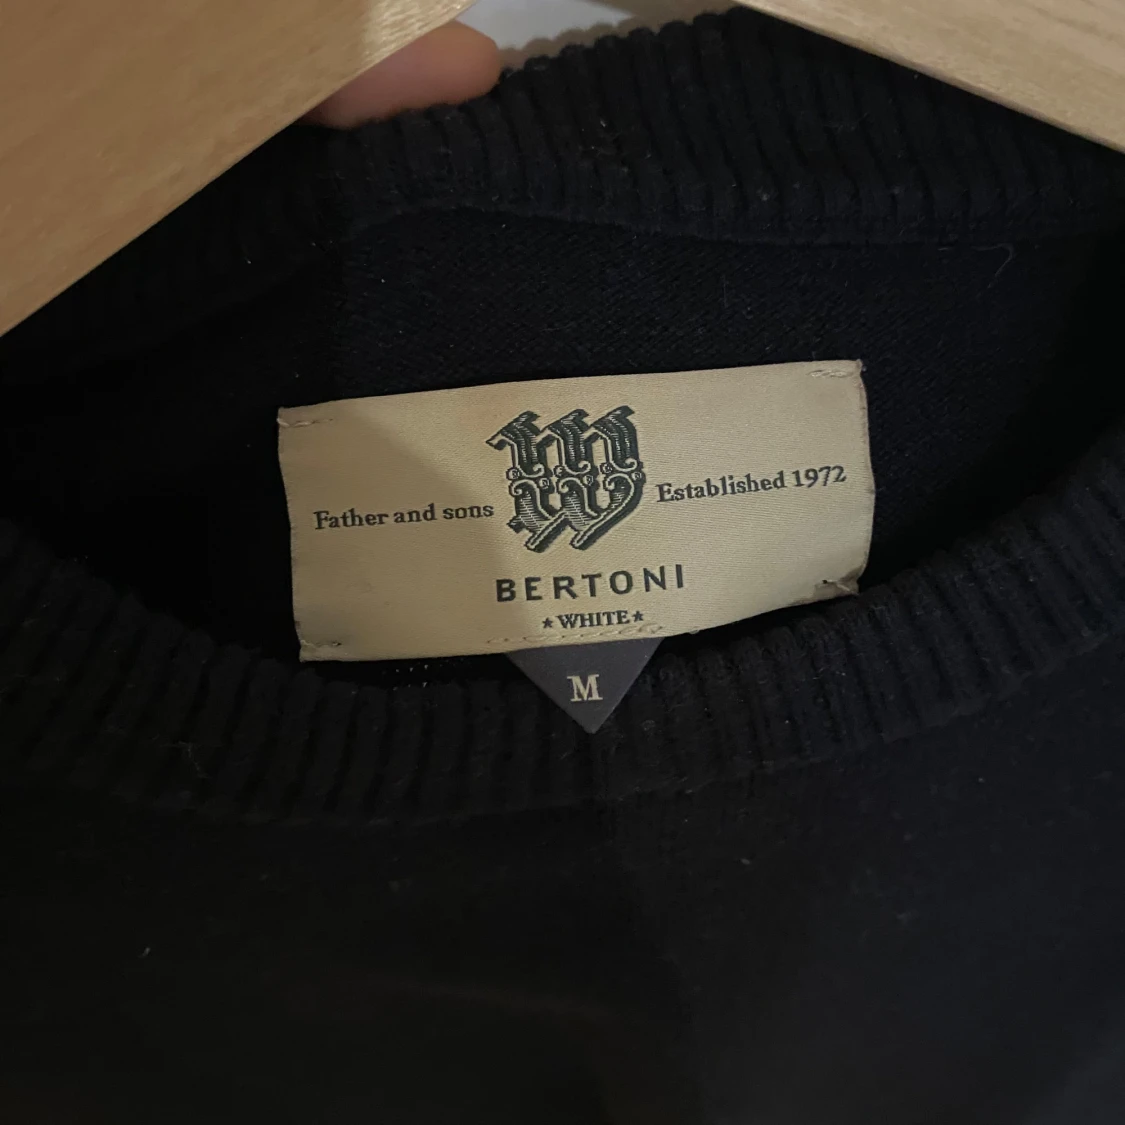 Father and sons
W
Established 1972
BERTONI
★WHITE★
M